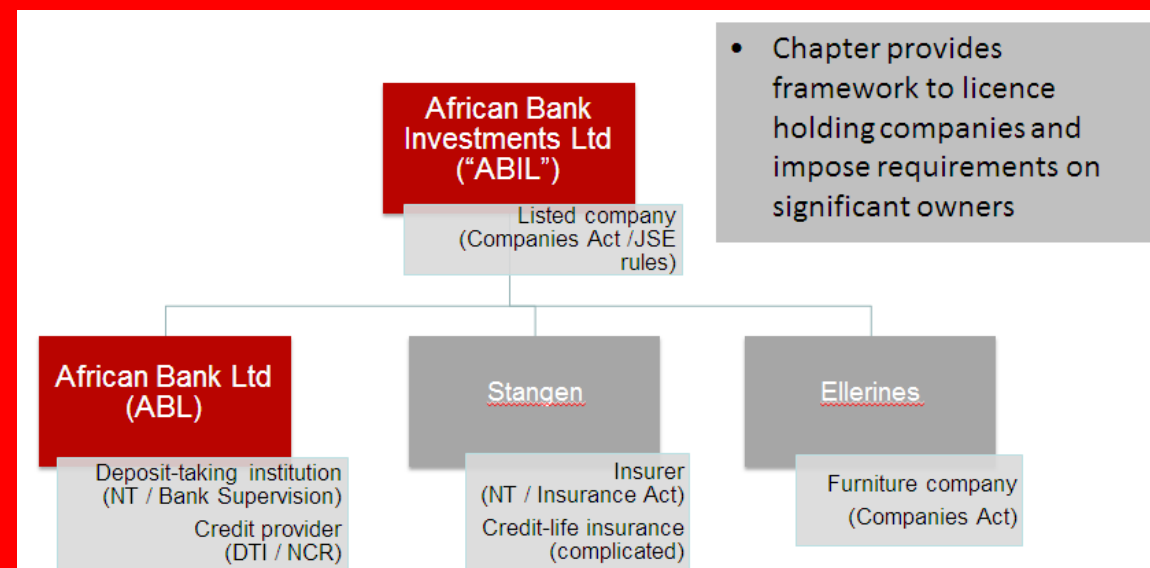 African Bank
Investments Ltd
(“ABIL”)
Listed company
(Companies Act /JSE
rules)
• Chapter provides
framework to licence
holding companies and
impose requirements on
significant owners
African Bank Ltd
(ABL)
Deposit-taking institution
(NT / Bank Supervision)
Credit provider
(DTI / NCR)
Stangen
Insurer
(NT / Insurance Act)
Credit-life insurance
(complicated)
Ellerines
Furniture company
(Companies Act)